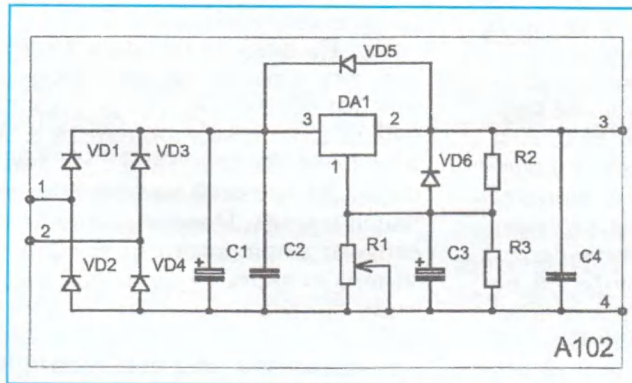 VD5
DA1
3 2 3
VD1 VD3
VD6 R2
1 1
2
VD2 VD4 + C1 C2 R1 + C3 R3 C4
4
A102